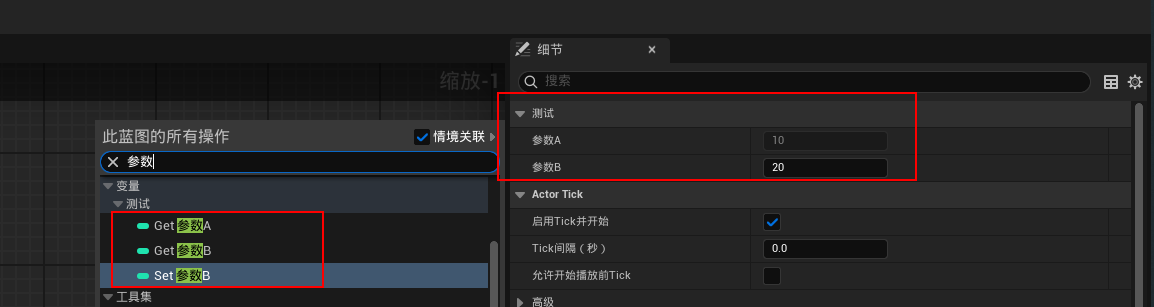 细节
缩放-1
搜索
此蓝图的所有操作
情境关联
参数
变量
测试
Get 参数A
Get 参数B
Set 参数B
工具集
测试
参数A
10
参数B
20
Actor Tick
启用Tick并开始
Tick间隔（秒）
0.0
允许开始播放前Tick
高级